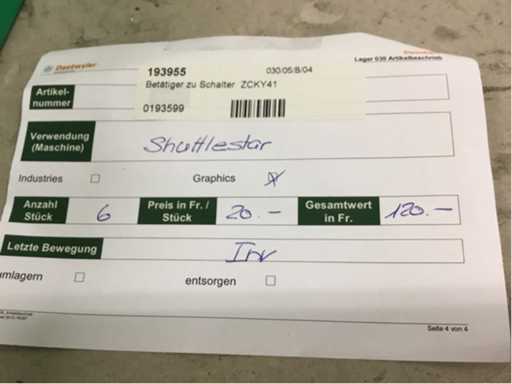 Daetwyler
Lager 030 Artikelbeschrieb
193955 030/05/B/04
Betätiger zu Schalter ZCKY41
0193599
Artikel-
nummer
Verwendung
(Maschine)
Shuttlestar
Industries Graphics
Anzahl
Stück
6
Preis in Fr. /
Stück
20.-
Gesamtwert
in Fr.
120.-
Letzte Bewegung
Inv
umlagern entsorgen
Seite 4 von 4